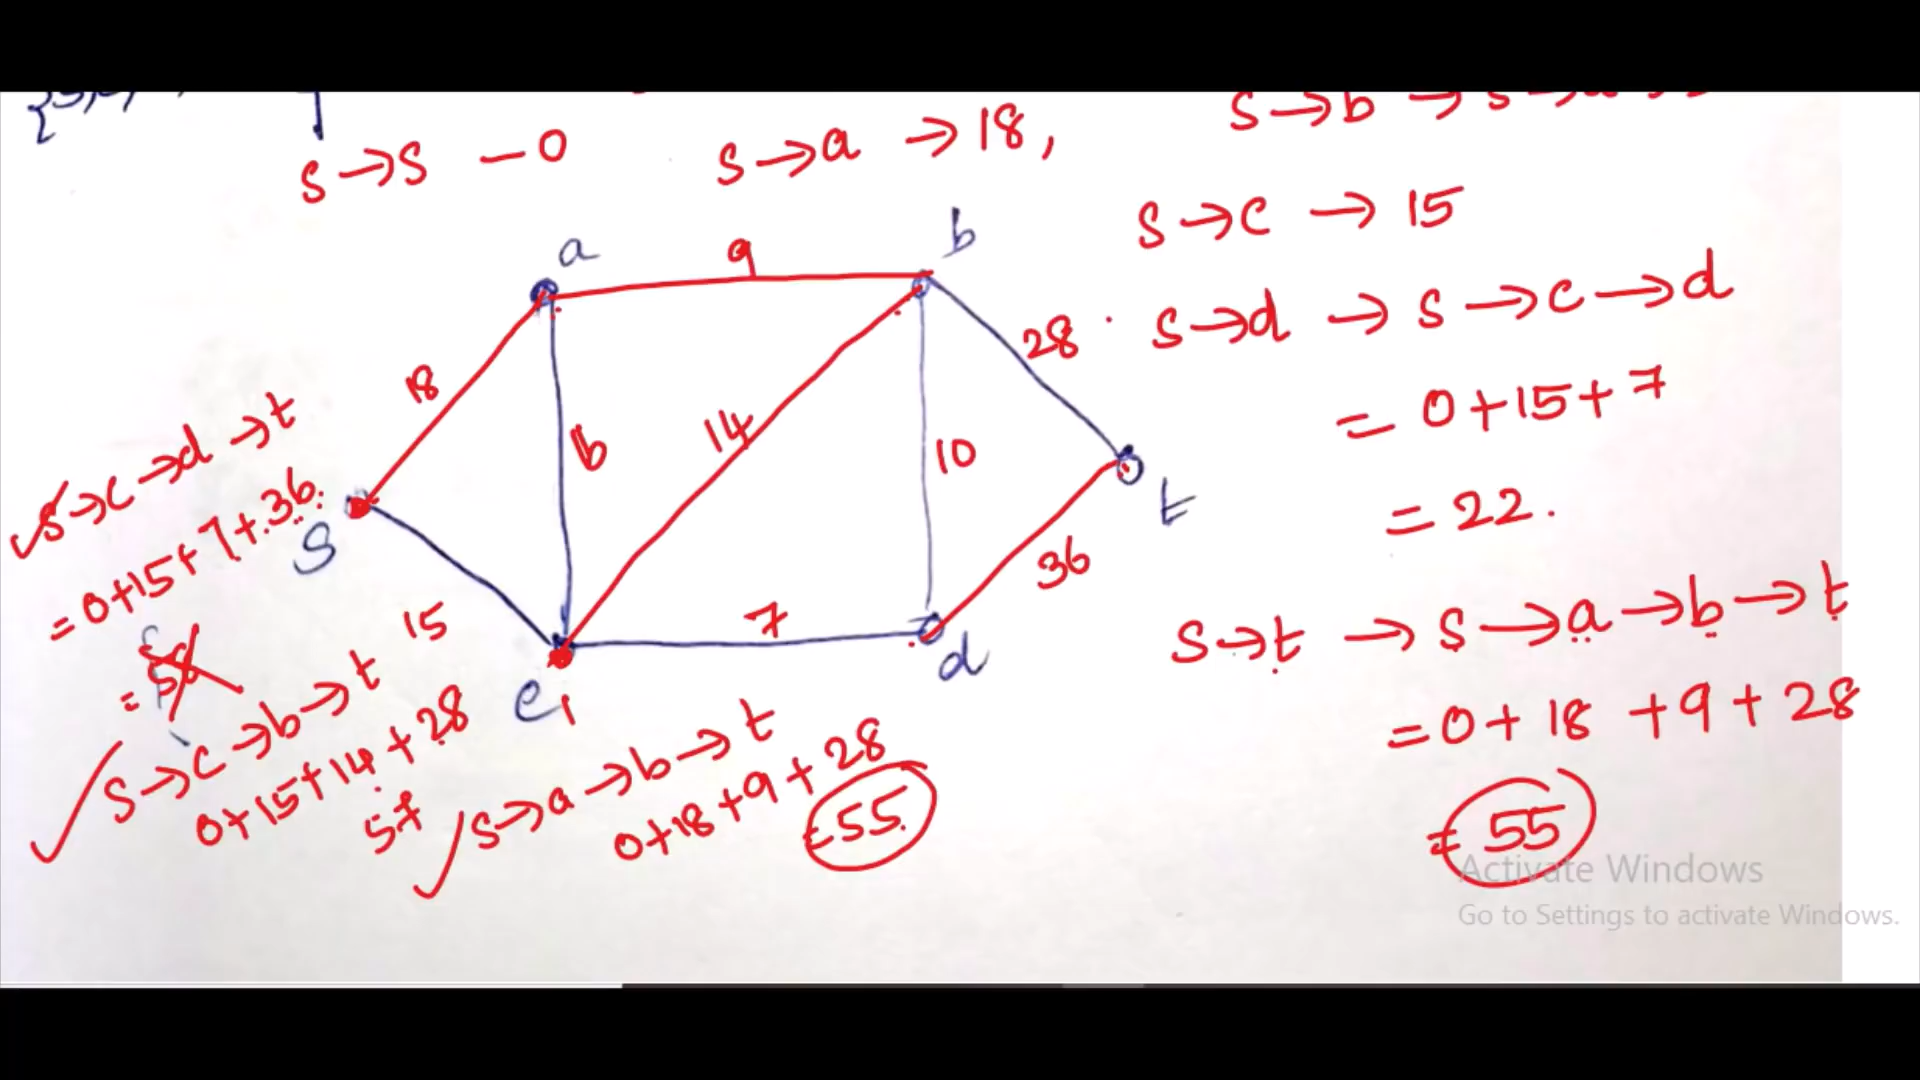 S→S – 0
S→a → 18,
S→b →
S→C → 15
S→d → S→C→d
= 0+15+7
= 22.
S→t → S→a→b→t
= 0+18+9+28
= 55
a
b
9
18
6
14
10
28
S
15
7
36
t
C
d
S→C→d→t
= 0+15+7+36
S→C→b→t
0+15+14+28
57
S→a→b→t
0+18+9+28
=55
Activate Windows
Go to Settings to activate Windows.